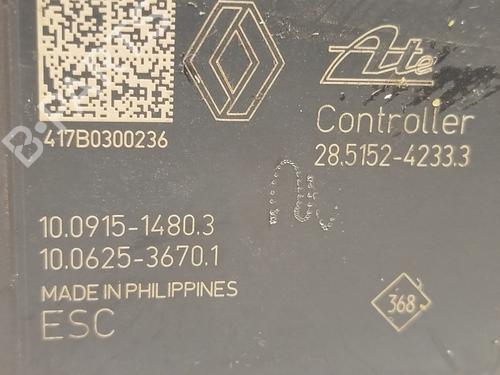 Ate
417B0300236
Controller
28.5152-4233.3
10.0915-1480.3
10.0625-3670.1
MADE IN PHILIPPINES
ESC
368